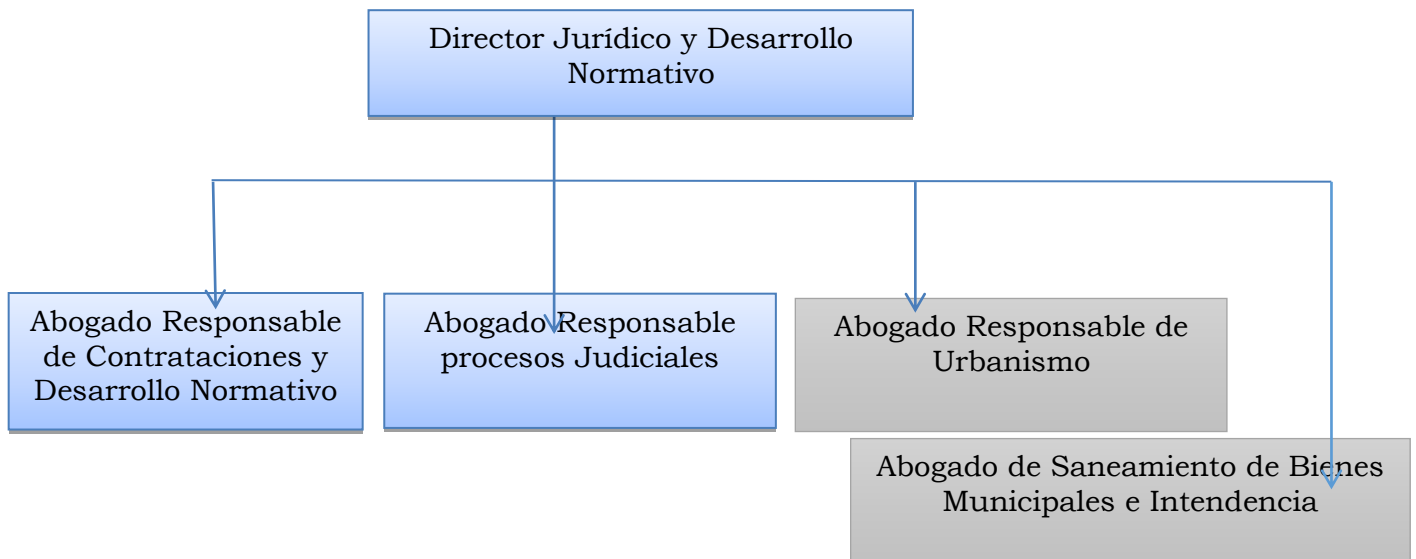 Director Jurídico y Desarrollo
Normativo
Abogado Responsable
de Contrataciones y
Desarrollo Normativo
Abogado Responsable
procesos Judiciales
Abogado Responsable de
Urbanismo
Abogado de Saneamiento de Bienes
Municipales e Intendencia